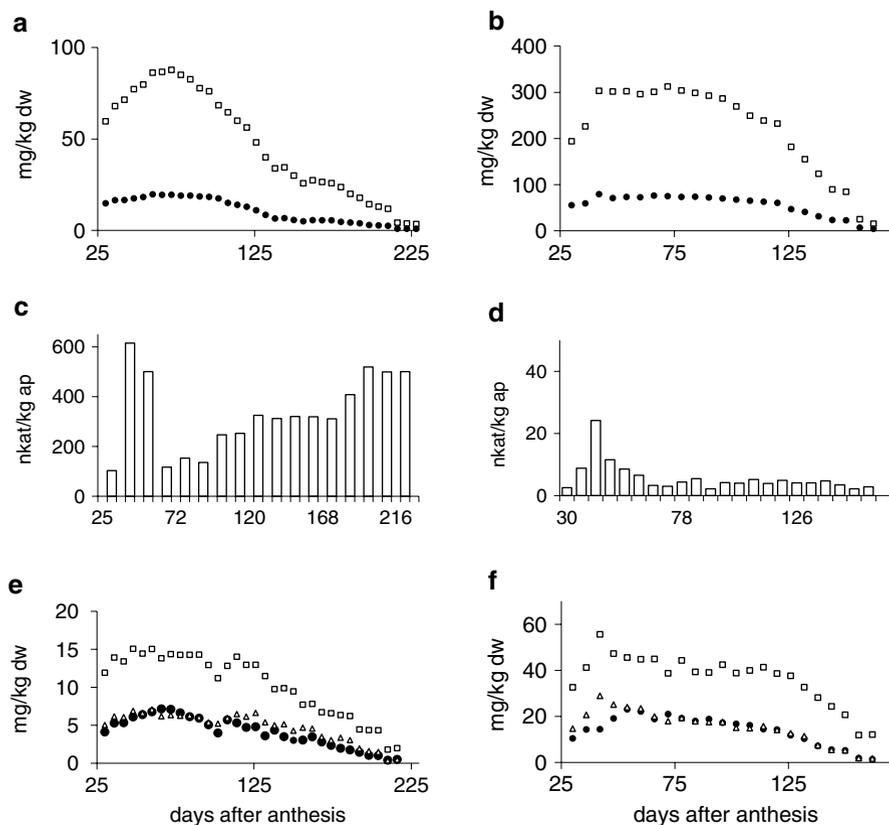 a
100
50
0
mg/kg dw
25 125 225
b
400
300
200
100
0
mg/kg dw
25 75 125
c
600
400
200
0
nkat/kg ap
25 72 120 168 216
d
40
20
0
nkat/kg ap
30 78 126
e
20
15
10
5
0
mg/kg dw
25 125 225
days after anthesis
f
60
40
20
0
mg/kg dw
25 75 125
days after anthesis